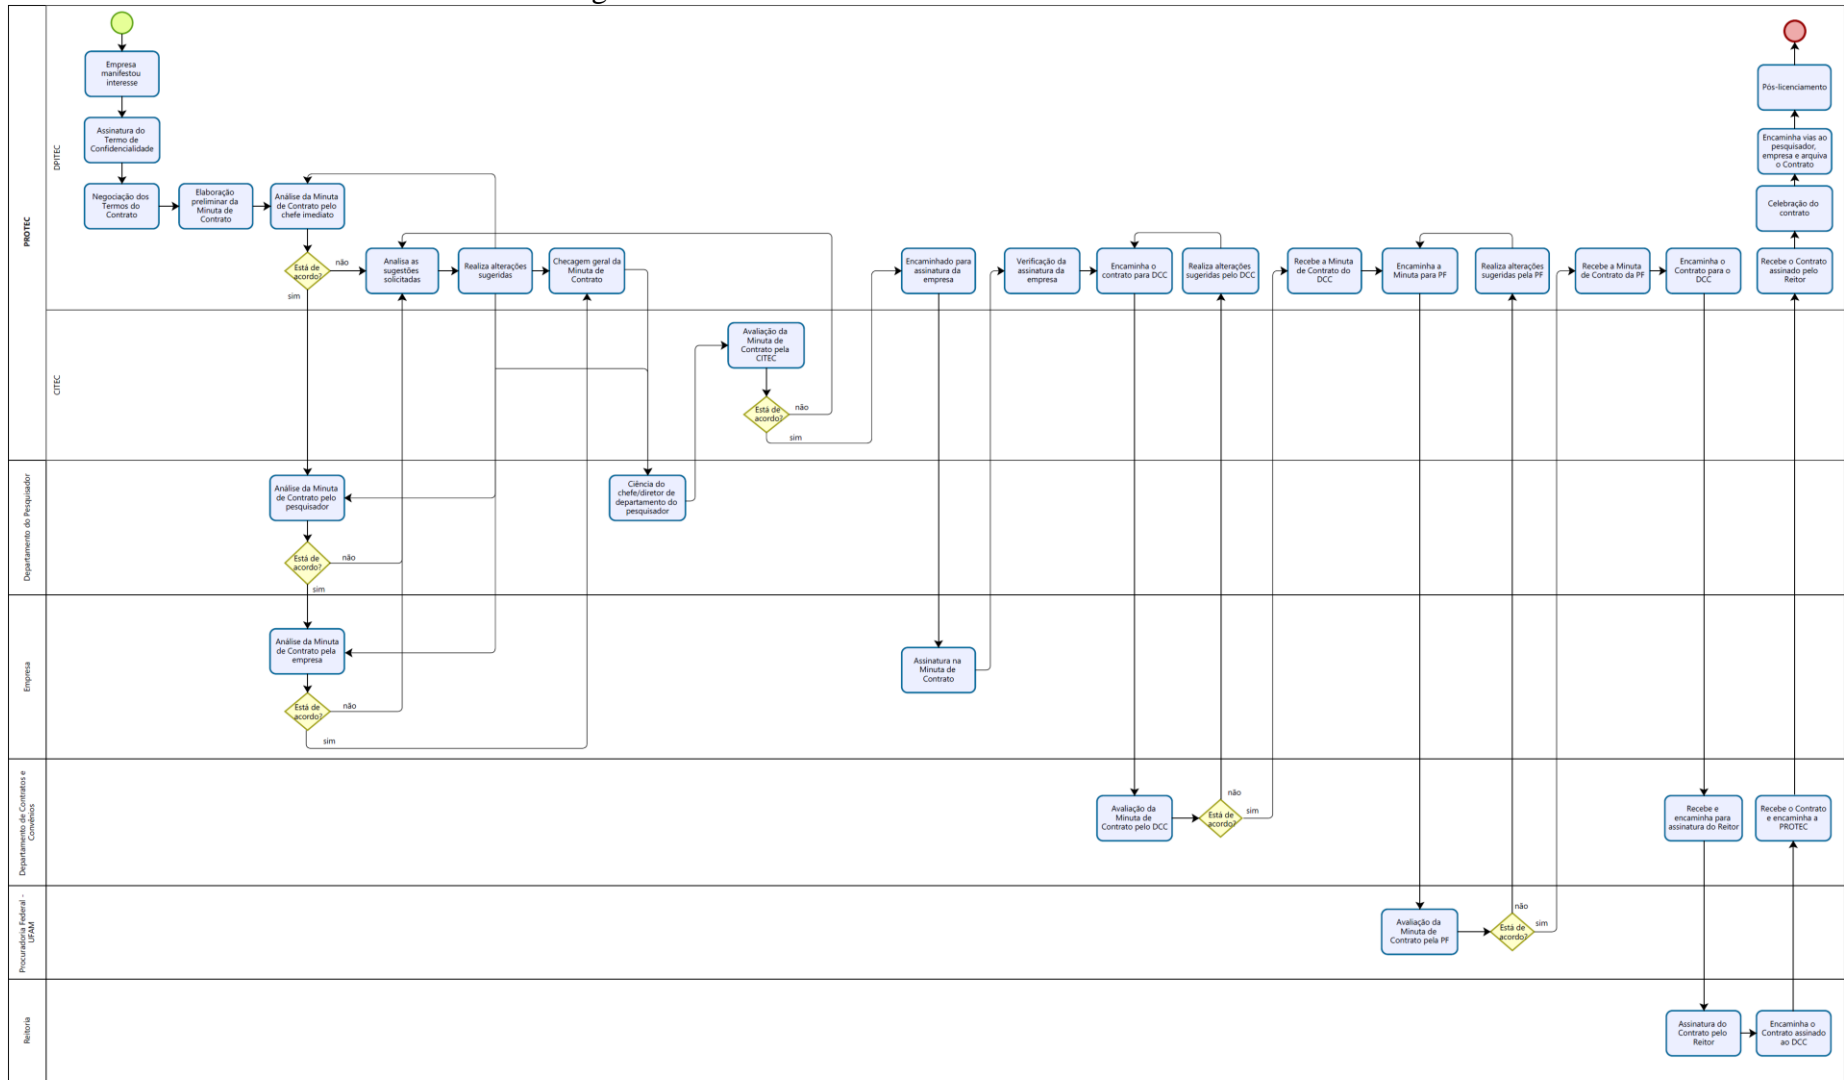 PROTEC
DPITEC
Empresa
manifestou
interesse
Assinatura do
Termo de
Confidencialidade
Negociação dos
Termos do
Contrato
Elaboração
preliminar da
Minuta de
Contrato
Análise da Minuta
de Contrato pelo
chefe imediato
Está de
acordo?
não
sim
Analisa as
sugestões
solicitadas
Realiza alterações
sugeridas
Checagem geral da
Minuta de
Contrato
Encaminhado para
assinatura da
empresa
Verificação da
assinatura da
empresa
Encaminha o
contrato para DCC
Realiza alterações
sugeridas pelo DCC
Recebe a Minuta
de Contrato do
DCC
Encaminha a
Minuta para PF
Realiza alterações
sugeridas pela PF
Recebe a Minuta
Contrato da PF
Encaminha o
Contrato para o
DCC
Recebe o Contrato
assinado pelo
Reitor
Celebração do
contrato
Encaminha vias ao
pesquisador,
empresa e arquiva
o Contrato
Pós-licenciamento
CITEC
Avaliação da
Minuta de
Contrato pela
CITEC
Está de
acordo?
não
sim
Departamento do Pesquisador
Análise da Minuta
de Contrato pelo
pesquisador
Está de
acordo?
não
sim
Ciência do
chefe/diretor de
departamento do
pesquisador
Empresa
Análise da Minuta
de Contrato pela
empresa
Está de
acordo?
não
sim
Assinatura na
Minuta de
Contrato
Departamento de Contratos e
Convênios
Avaliação da
Minuta de
Contrato pelo DCC
Está de
acordo?
não
sim
Recebe e
encaminha para
assinatura do Reitor
Recebe o Contrato
e encaminha a
PROTEC
Procuradoria Federal -
UFAM
Avaliação da
Minuta de
Contrato pela PF
Está de
acordo?
não
sim
Reitoria
Assinatura do
Contrato pelo
Reitor
Encaminha o
Contrato assinado
ao DCC